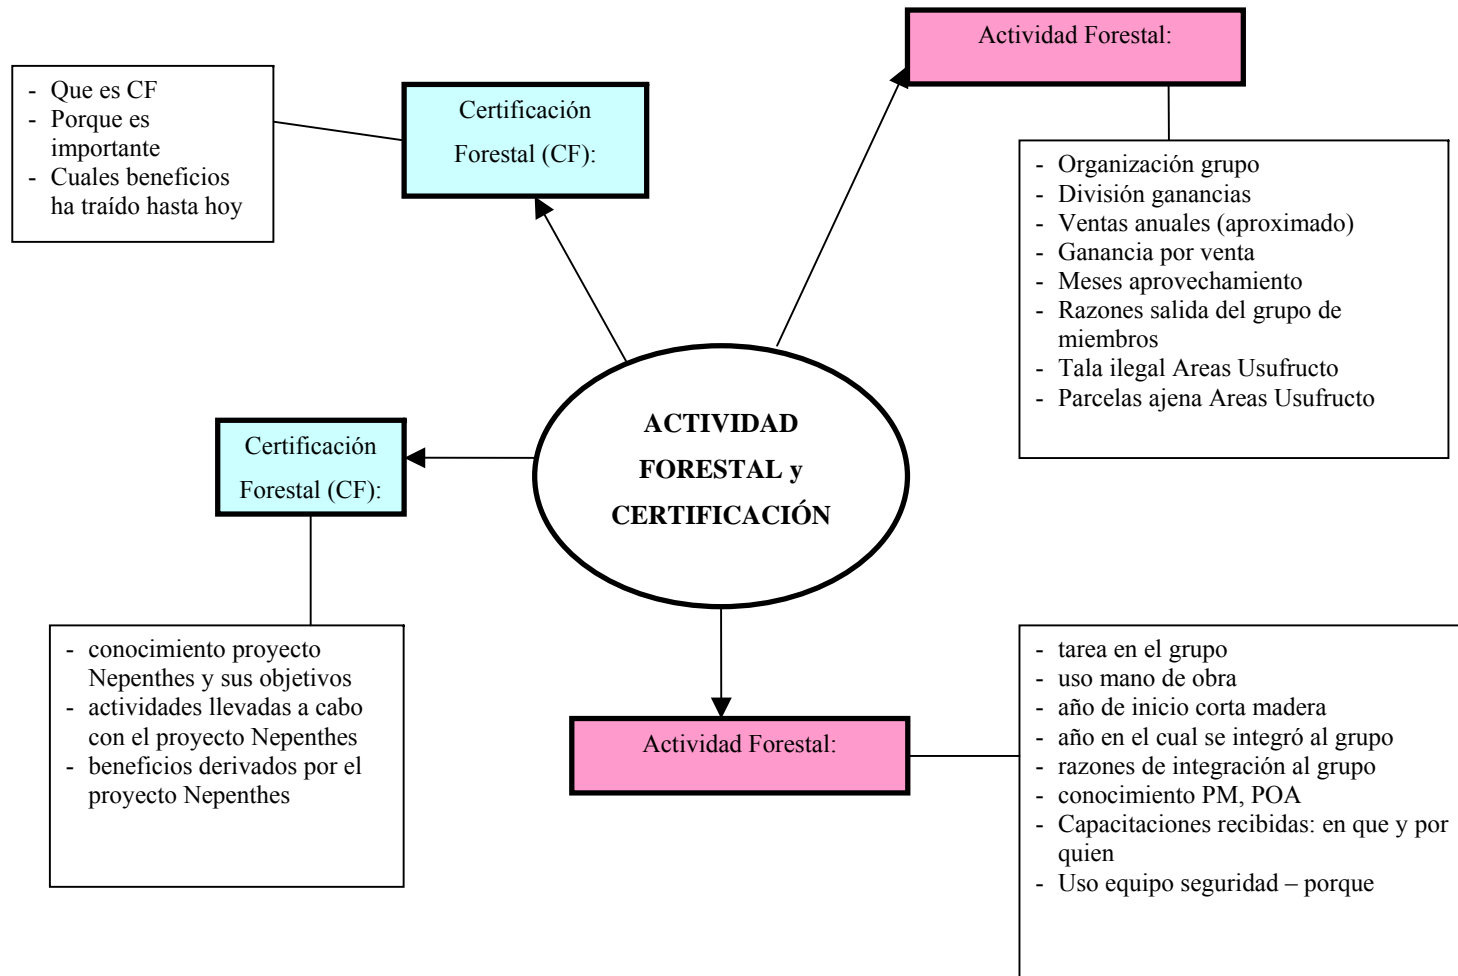 Actividad Forestal:
- Que es CF
- Porque es
importante
- Cuales beneficios
ha traído hasta hoy
Certificación
Forestal (CF):
- Organización grupo
- División ganancias
- Ventas anuales (aproximado)
- Ganancia por venta
- Meses aprovechamiento
- Razones salida del grupo de
miembros
- Tala ilegal Areas Usufructo
- Parcelas ajena Areas Usufructo
ACTIVIDAD
FORESTAL y
CERTIFICACIÓN
Certificación
Forestal (CF):
- conocimiento proyecto
Nepenthes y sus objetivos
- actividades llevadas a cabo
con el proyecto Nepenthes
- beneficios derivados por el
proyecto Nepenthes
Actividad Forestal:
- tarea en el grupo
- uso mano de obra
- año de inicio corta madera
- año en el cual se integró al grupo
- razones de integración al grupo
- conocimiento PM, POA
- Capacitaciones recibidas: en que y por
quien
- Uso equipo seguridad – porque